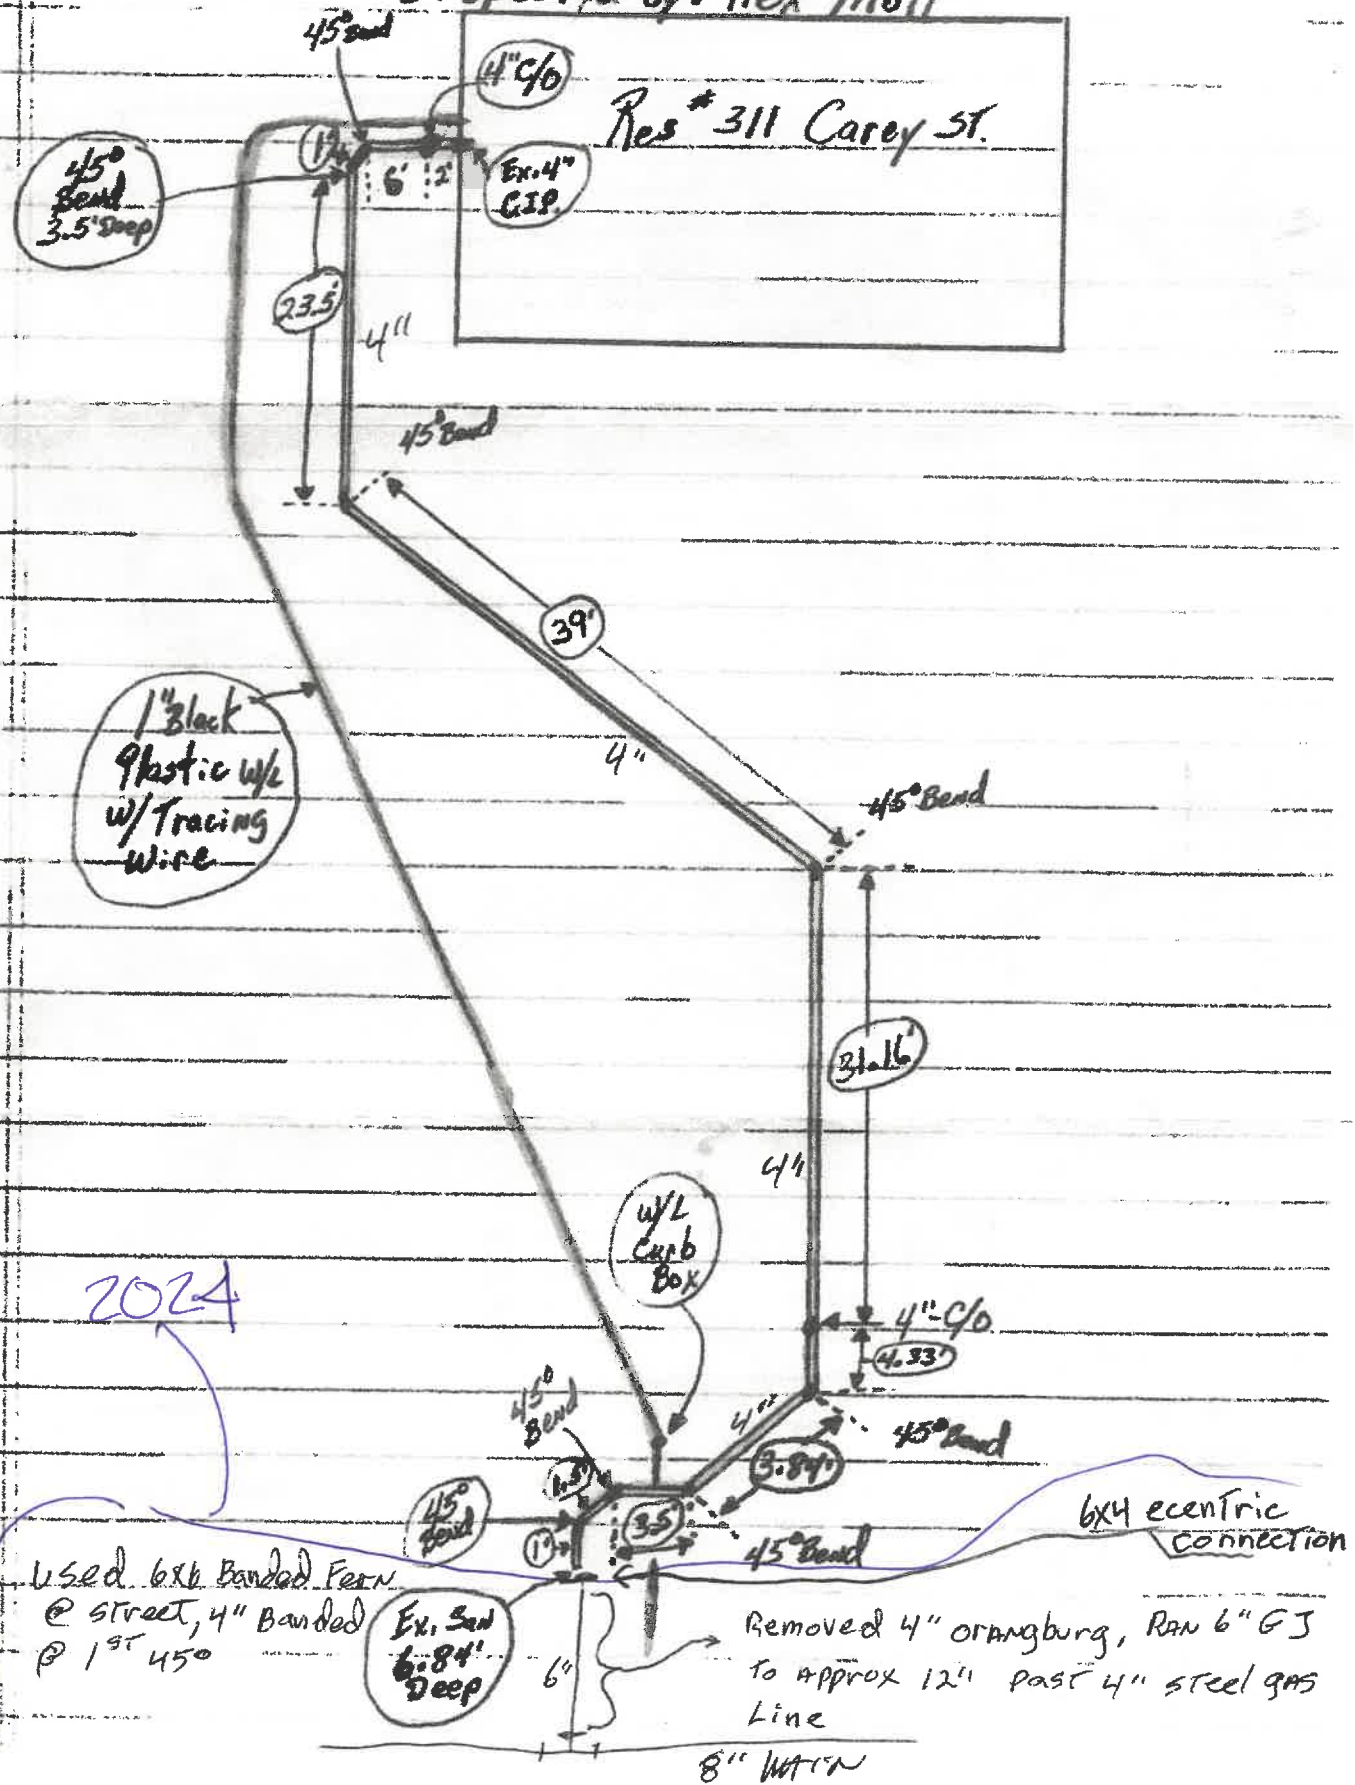 45° Bend
4" C/O
Res # 311 Carey ST.
45°
Bend
3.5' Deep
6'
2'
Ex. 4"
C.I.P.
23.5'
4"
45° Bend
39'
1" Black
Plastic W/L
W/ Tracing
Wire
4"
45° Bend
31.16'
4"
W/L
Curb
Box
2024
4"-C/O
4.33'
45°
Bend
4"
45° Bend
3.84'
1.5'
45°
Bend
3.5'
1'
45° Bend
6x4 ecentric
connection
Used 6x6 Banded Fern
@ street, 4" Banded
@ 1ST 45°
Ex. San
6.84'
Deep
6"
Removed 4" orangburg, Ran 6" GJ
To Approx 12" past 4" steel gas
Line
8" MAIN